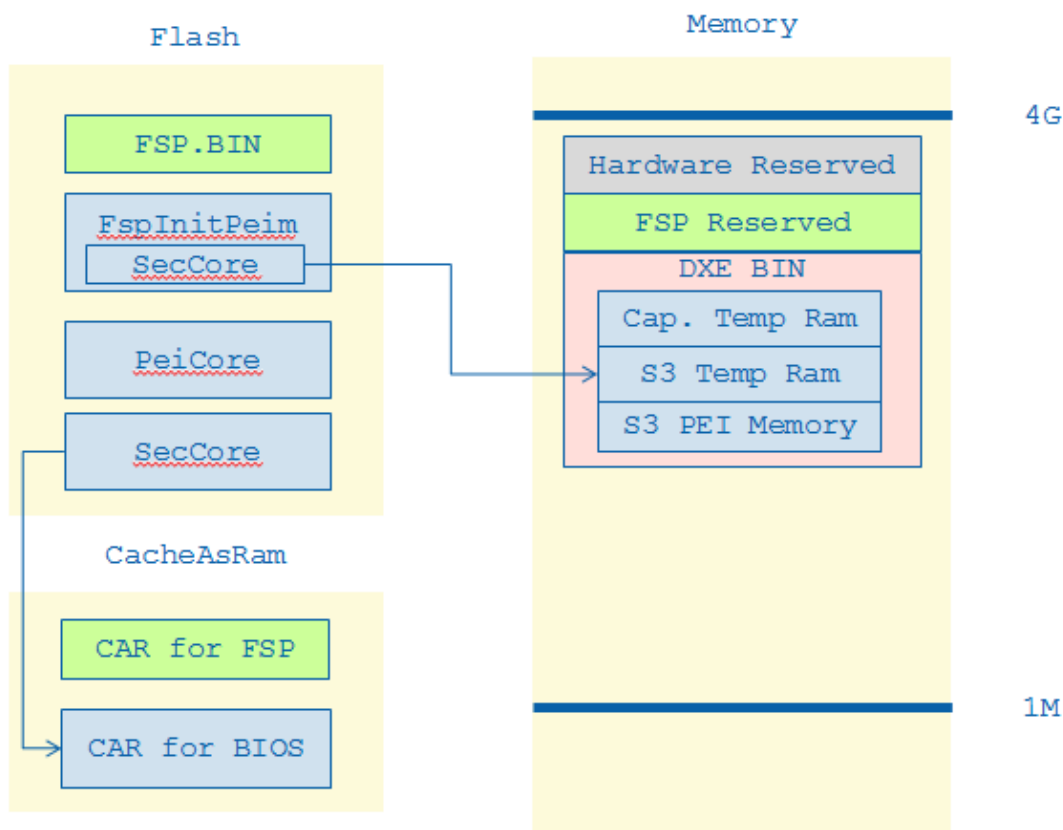 Flash
FSP.BIN
FspInitPeim
SecCore
PeiCore
SecCore
CacheAsRam
CAR for FSP
CAR for BIOS
Memory
4G
Hardware Reserved
FSP Reserved
DXE BIN
Cap. Temp Ram
S3 Temp Ram
S3 PEI Memory
1M